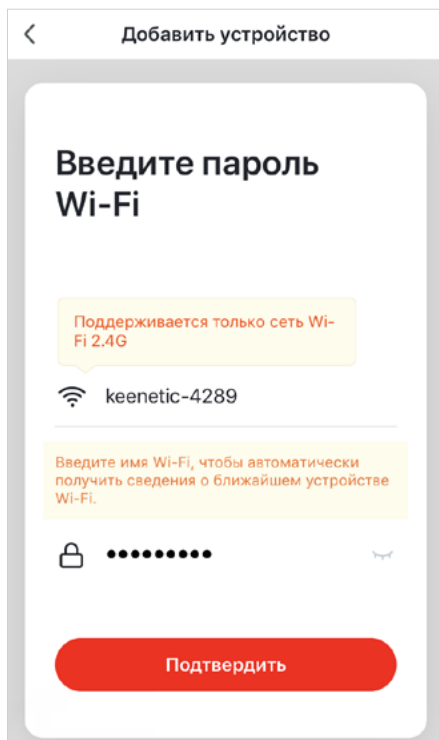 Добавить устройство
Введите пароль
Wi-Fi
Поддерживается только сеть Wi-
Fi 2.4G
keenetic-4289
Введите имя Wi-Fi, чтобы автоматически
получить сведения о ближайшем устройстве
Wi-Fi.
•••••••••
Подтвердить